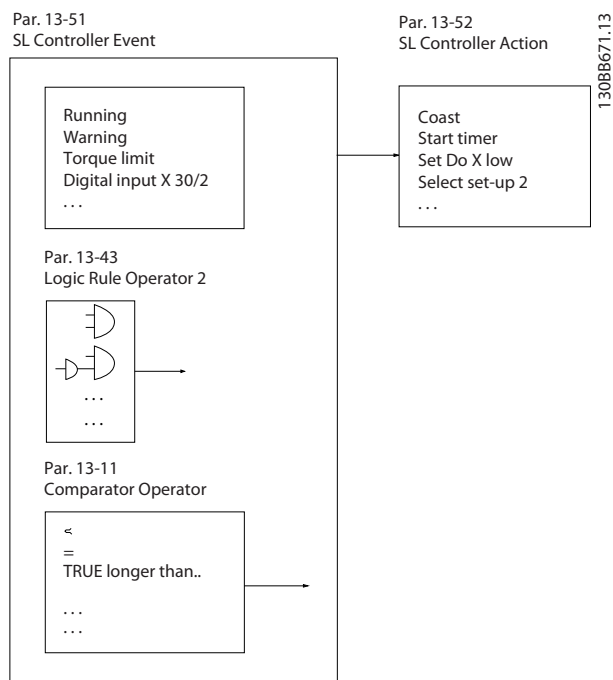 Par. 13-51
SL Controller Event
Par. 13-52
SL Controller Action
130BB671.13
Running
Warning
Torque limit
Digital input X 30/2
. . .
Coast
Start timer
Set Do X low
Select set-up 2
. . .
Par. 13-43
Logic Rule Operator 2
. . .
. . .
Par. 13-11
Comparator Operator
<
=
TRUE longer than..
. . .
. . .